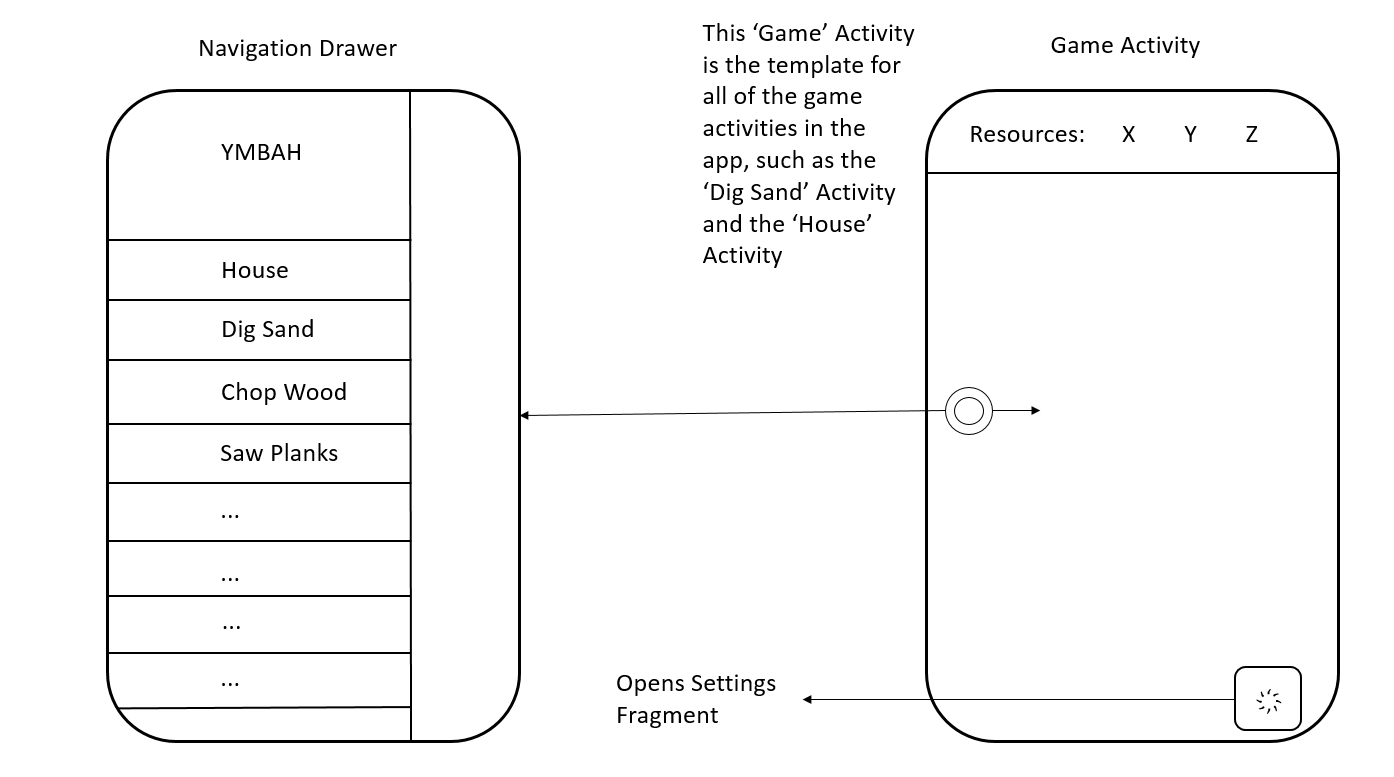 Navigation Drawer
YMBAH
House
Dig Sand
Chop Wood
Saw Planks
...
...
...
...
This ‘Game’ Activity
is the template for
all of the game
activities in the
app, such as the
‘Dig Sand’ Activity
and the ‘House’
Activity
Opens Settings
Fragment
Game Activity
Resources: X Y Z